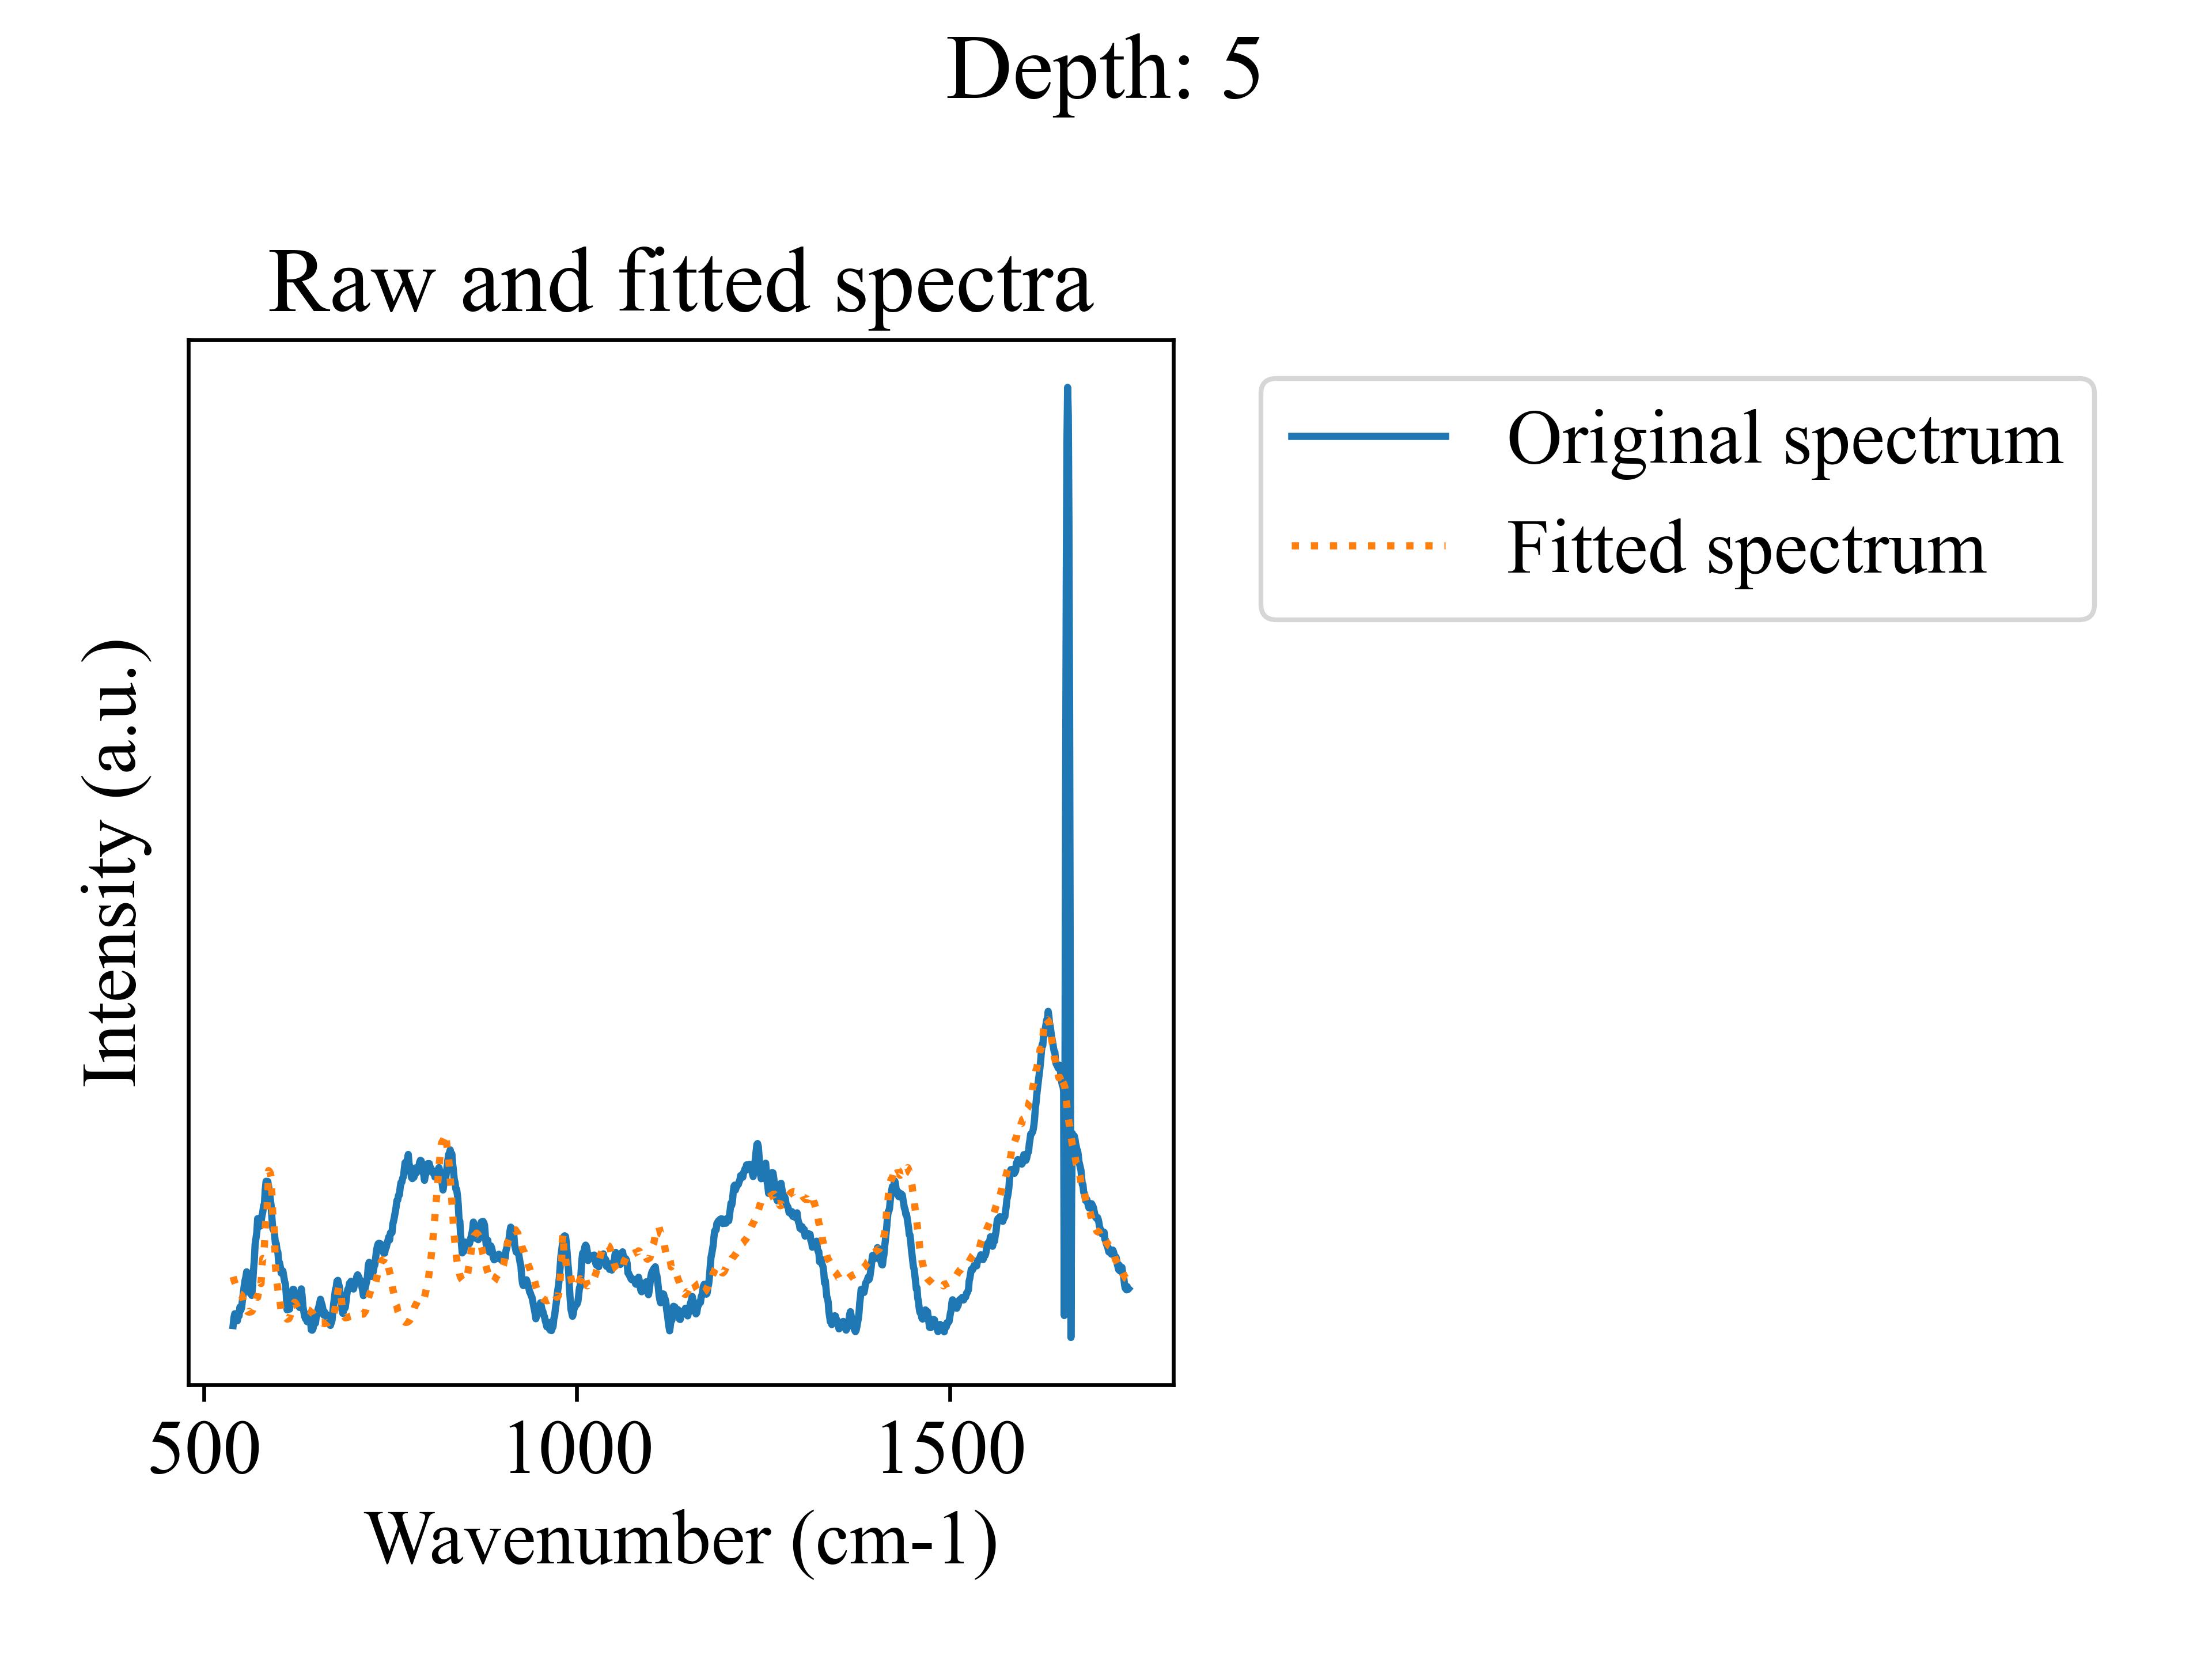 Depth: 5
Raw and fitted spectra
Original spectrum
Fitted spectrum
Intensity (a.u.)
500 1000 1500
Wavenumber (cm-1)